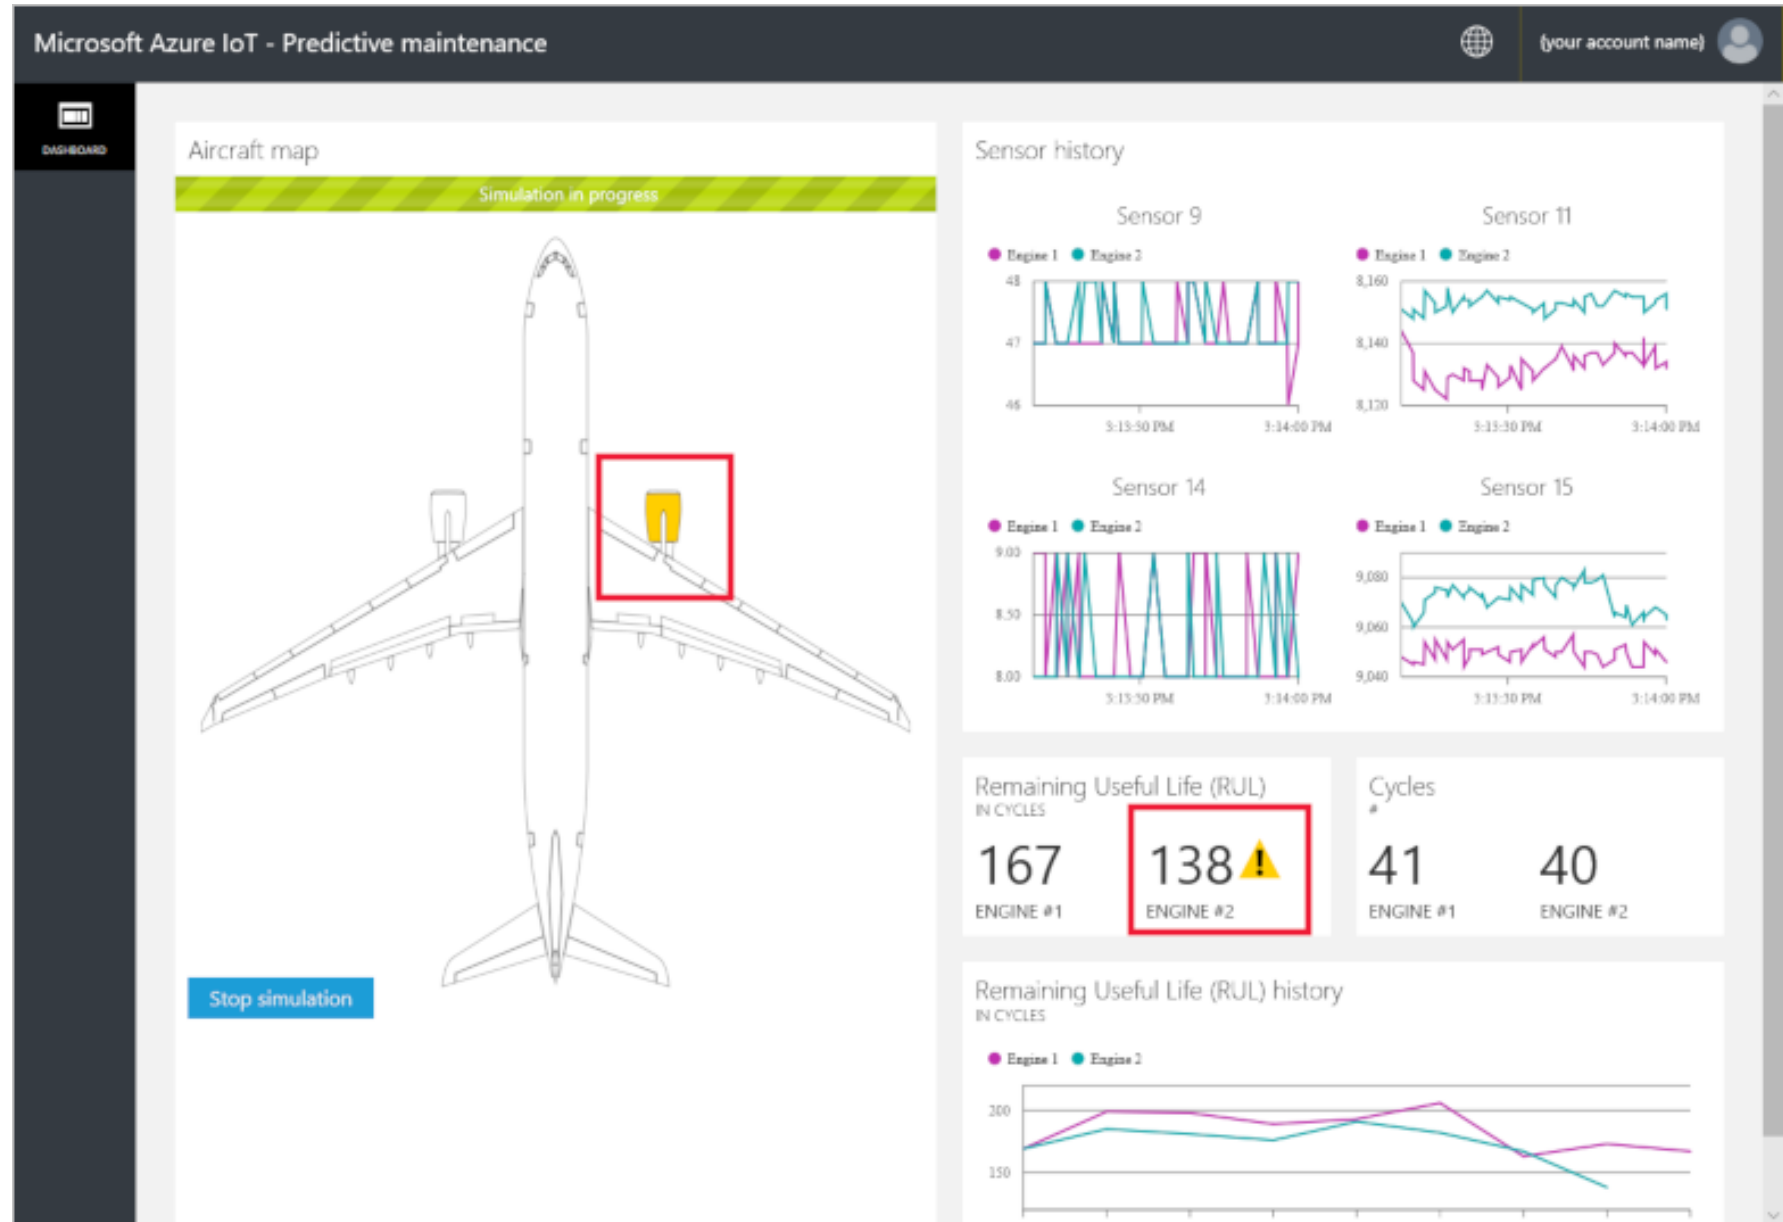 Microsoft Azure IoT - Predictive maintenance
(your account name)
DASHBOARD
Aircraft map
Simulation in progress
Stop simulation
Sensor history
Sensor 9
Engine 1 Engine 2
48
47
46
3:13:30 PM 3:14:00 PM
Sensor 11
Engine 1 Engine 2
8,160
8,140
8,120
3:13:30 PM 3:14:00 PM
Sensor 14
Engine 1 Engine 2
9.00
8.50
8.00
3:13:30 PM 3:14:00 PM
Sensor 15
Engine 1 Engine 2
9,080
9,060
9,040
3:13:30 PM 3:14:00 PM
Remaining Useful Life (RUL)
IN CYCLES
167 138
ENGINE #1 ENGINE #2
Cycles
#
41 40
ENGINE #1 ENGINE #2
Remaining Useful Life (RUL) history
IN CYCLES
Engine 1 Engine 2
200
150